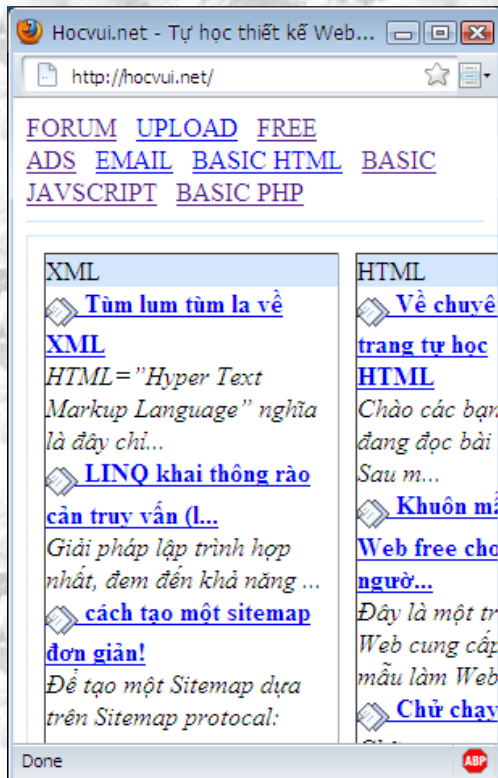 Hocvui.net - Tự học thiết kế Web...
http://hocvui.net/
FORUM UPLOAD FREE
ADS EMAIL BASIC HTML BASIC
JAVSCRIPT BASIC PHP
XML
Tùm lum tùm la về
XML
HTML="Hyper Text
Markup Language" nghĩa
là đây chỉ...
LINQ khai thông rào
cản truy vấn (l...
Giải pháp lập trình hợp
nhất, đem đến khả năng ...
cách tạo một sitemap
đơn giản!
Để tạo một Sitemap dựa
trên Sitemap protocal:
HTML
Về chuyê
trang tự học
HTML
Chào các bạn
đang đọc bài
Sau m...
Khuôn mẫ
Web free cho
ngườ...
Đây là một tr
Web cung cấp
mẫu làm Web
Chử chạy
Done
ABP